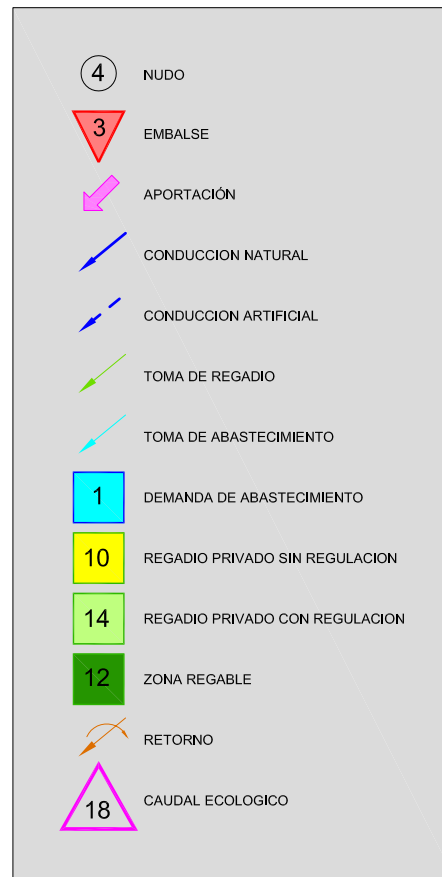 4 NUDO
3 EMBALSE
APORTACIÓN
CONDUCCION NATURAL
CONDUCCION ARTIFICIAL
TOMA DE REGADIO
TOMA DE ABASTECIMIENTO
1 DEMANDA DE ABASTECIMIENTO
10 REGADIO PRIVADO SIN REGULACION
14 REGADIO PRIVADO CON REGULACION
12 ZONA REGABLE
RETORNO
18 CAUDAL ECOLOGICO